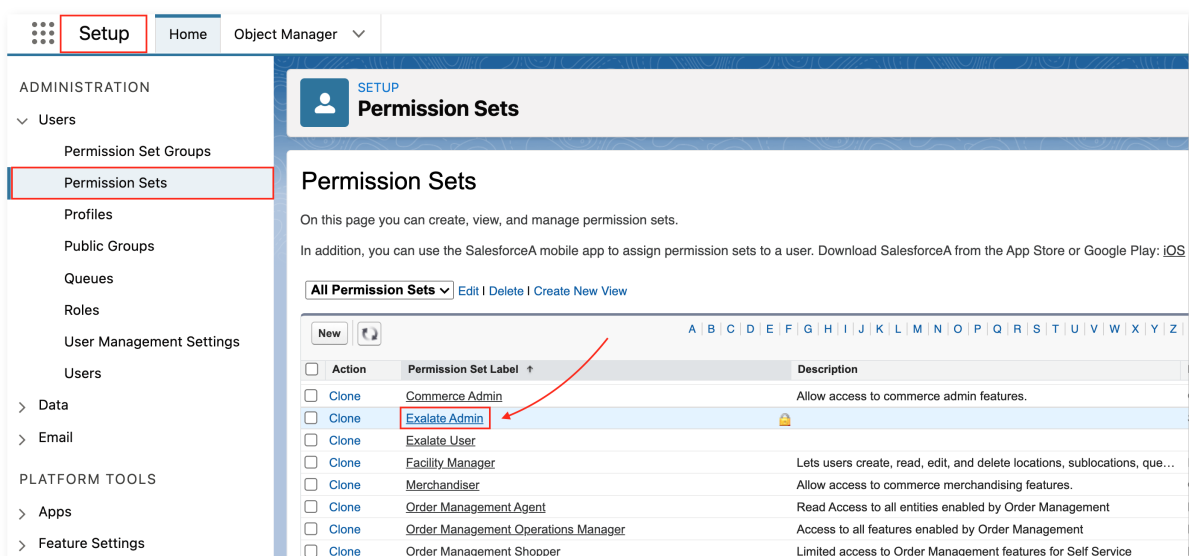 Setup Home Object Manager
ADMINISTRATION
Users
Permission Set Groups
Permission Sets
Profiles
Public Groups
Queues
Roles
User Management Settings
Users
Data
Email
PLATFORM TOOLS
Apps
Feature Settings
SETUP
Permission Sets
Permission Sets
On this page you can create, view, and manage permission sets.
In addition, you can use the SalesforceA mobile app to assign permission sets to a user. Download SalesforceA from the App Store or Google Play: iOS
All Permission Sets Edit | Delete | Create New View
New A | B | C | D | E | F | G | H | I | J | K | L | M | N | O | P | Q | R | S | T | U | V | W | X | Y | Z |
Action Permission Set Label ↑ Description
Clone Commerce Admin Allow access to commerce admin features.
Clone Exalate Admin
Clone Exalate User
Clone Facility Manager Lets users create, read, edit, and delete locations, sublocations, que…
Clone Merchandiser Allow access to commerce merchandising features.
Clone Order Management Agent Read Access to all entities enabled by Order Management
Clone Order Management Operations Manager Access to all features enabled by Order Management
Clone Order Management Shopper Limited access to Order Management features for Self Service